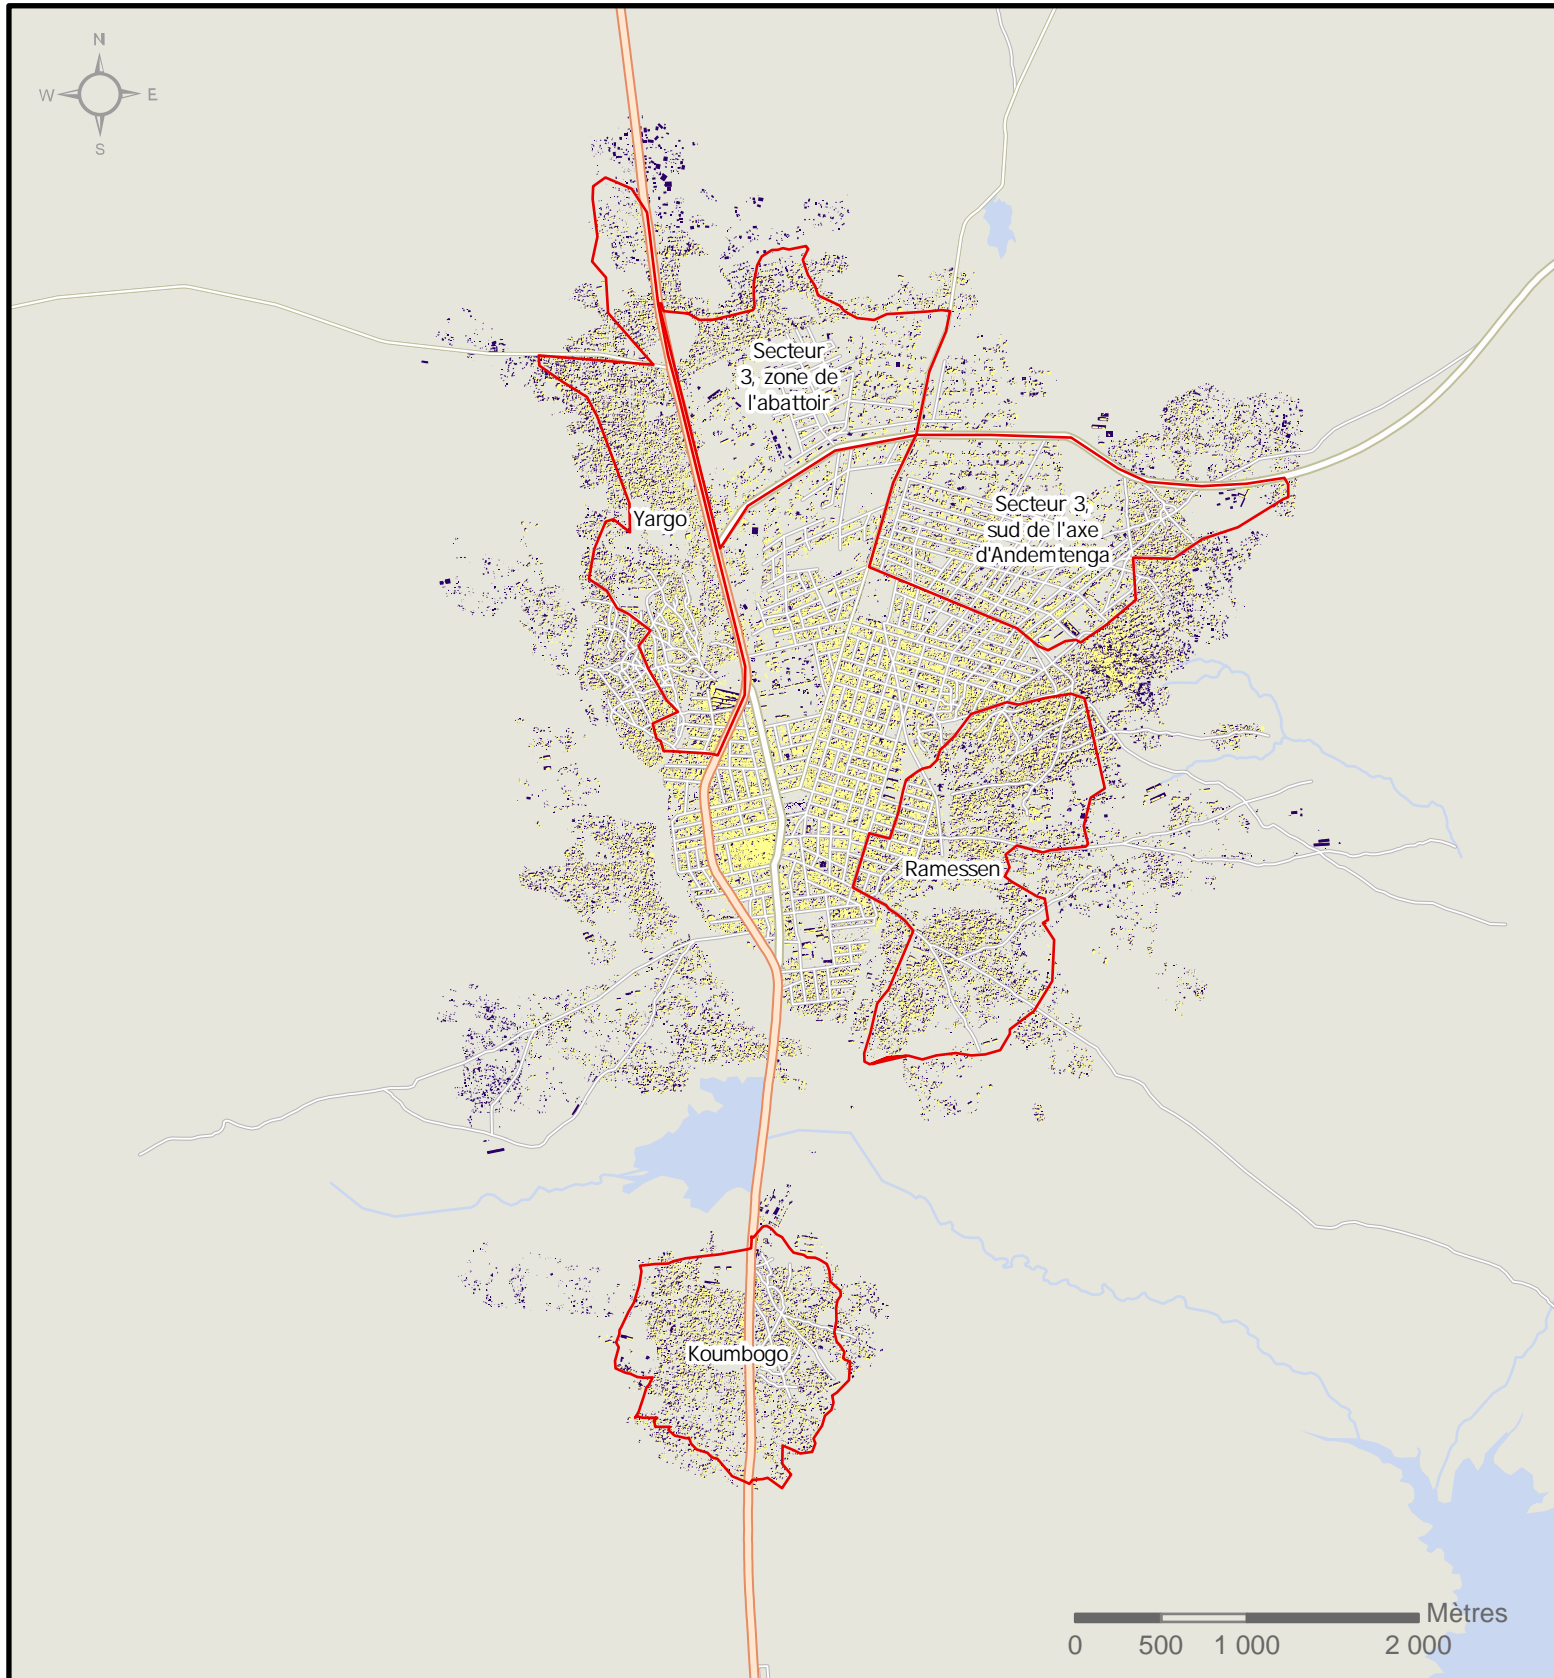 N
W
E
S
Secteur
3, zone de
l'abattoir
Secteur 3,
sud de l'axe
d'Andemtenga
Yargo
Ramessen
Koumbogo
Mètres
0 500 1 000 2 000